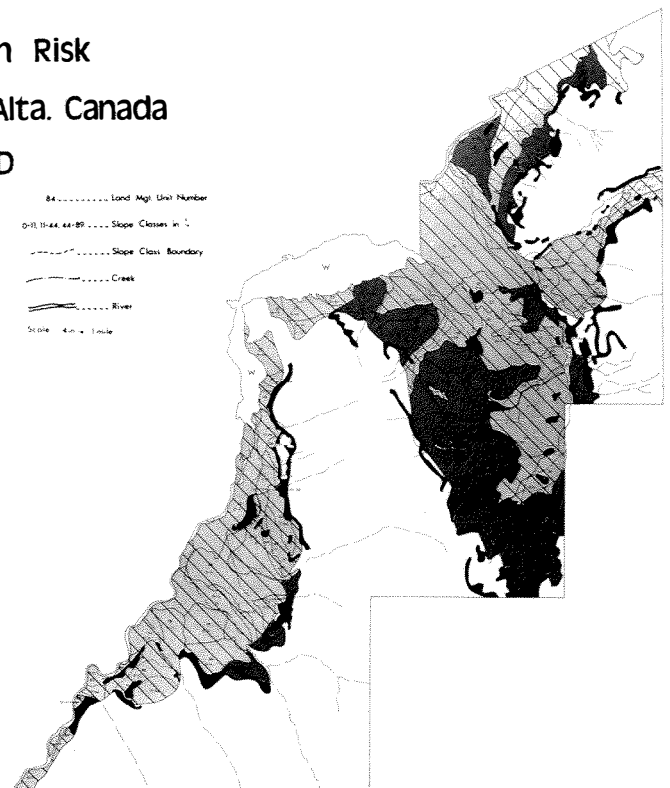 n Risk
Alta. Canada
D
84 Land Mgt. Unit Number
0-11, 11-44, 44-89 Slope Classes in %
Slope Class Boundary
Creek
River
Scale 4 in = 1 mile
W
W